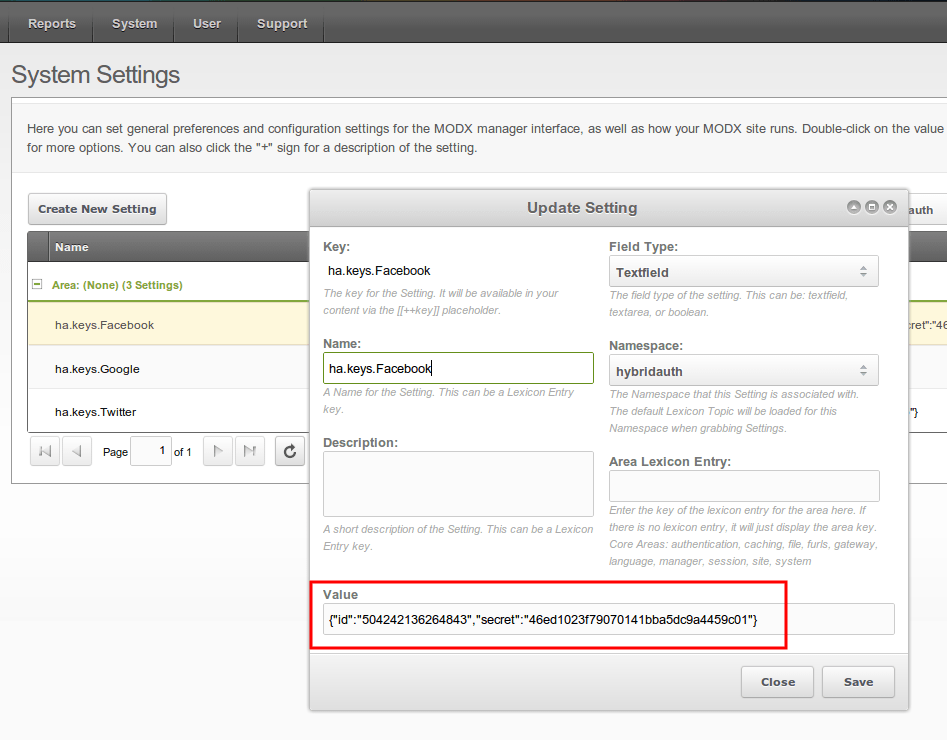 Reports System User Support
System Settings
Here you can set general preferences and configuration settings for the MODX manager interface, as well as how your MODX site runs. Double-click on the value
for more options. You can also click the "+" sign for a description of the setting.
Create New Setting
auth
Name
Area: (None) (3 Settings)
ha.keys.Facebook
ret":"46
ha.keys.Google
ha.keys.Twitter
"}
Page 1 of 1
Update Setting
Key:
ha.keys.Facebook
The key for the Setting. It will be available in your
content via the [[++key]] placeholder.
Name:
ha.keys.Facebook
A Name for the Setting. This can be a Lexicon Entry
key.
Description:
A short description of the Setting. This can be a Lexicon
Entry key.
Field Type:
Textfield
The field type of the setting. This can be: textfield,
textarea, or boolean.
Namespace:
hybridauth
The Namespace that this Setting is associated with.
The default Lexicon Topic will be loaded for this
Namespace when grabbing Settings.
Area Lexicon Entry:
Enter the key of the lexicon entry for the area here. If
there is no lexicon entry, it will just display the area key.
Core Areas: authentication, caching, file, furls, gateway,
language, manager, session, site, system
Value
{"id":"504242136264843","secret":"46ed1023f79070141bba5dc9a4459c01"}
Close Save